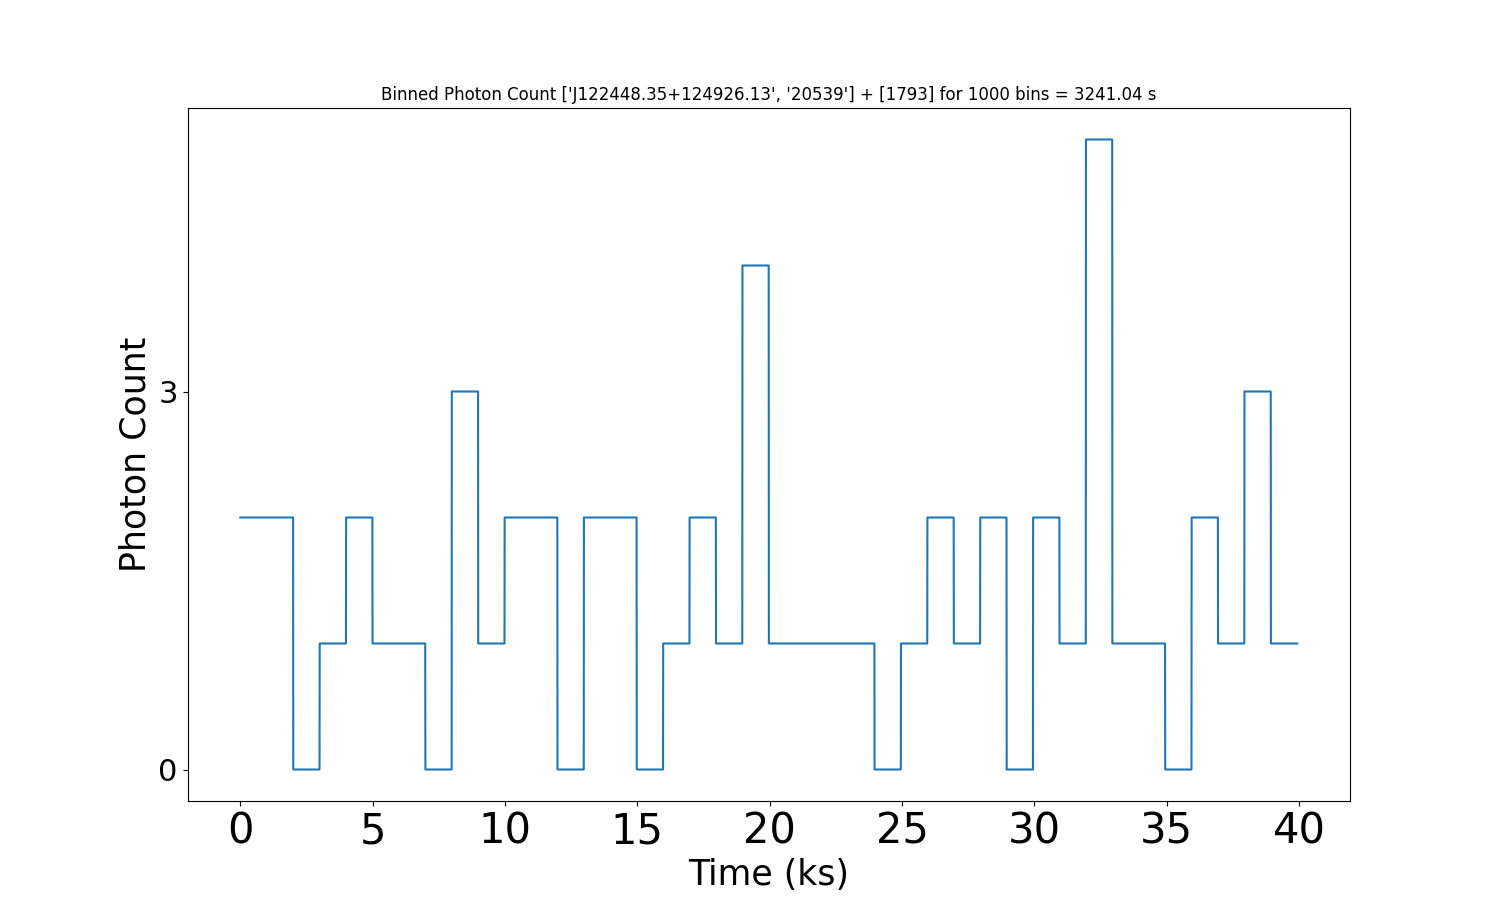 Binned Photon Count ['J122448.35+124926.13', '20539'] + [1793] for 1000 bins = 3241.04 s
Photon Count
3
0
0 5 10 15 20 25 30 35 40
Time (ks)